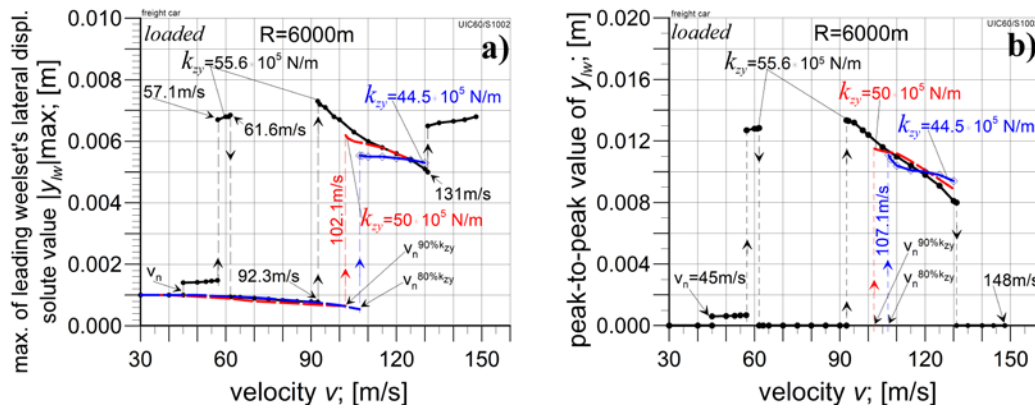 freight car
UIC60/S1002
loaded
R=6000m
a)
kzy=55.6·10⁵ N/m
57.1m/s
61.6m/s
kzy=44.5·10⁵ N/m
131m/s
102.1m/s
kzy=50·10⁵ N/m
vn
92.3m/s
vn90%kzy
vn80%kzy
max. of leading weelset's lateral displ.
solute value |ylw|max; [m]
0.010
0.008
0.006
0.004
0.002
0.000
30 60 90 120 150
velocity v; [m/s]
freight car
UIC60/S1002
loaded
R=6000m
b)
kzy=55.6·10⁵ N/m
kzy=50·10⁵ N/m
kzy=44.5·10⁵ N/m
107.1m/s
vn90%kzy
vn80%kzy
vn=45m/s
148m/s
peak-to-peak value of ylw; [m]
0.020
0.016
0.012
0.008
0.004
0.000
30 60 90 120 150
velocity v; [m/s]